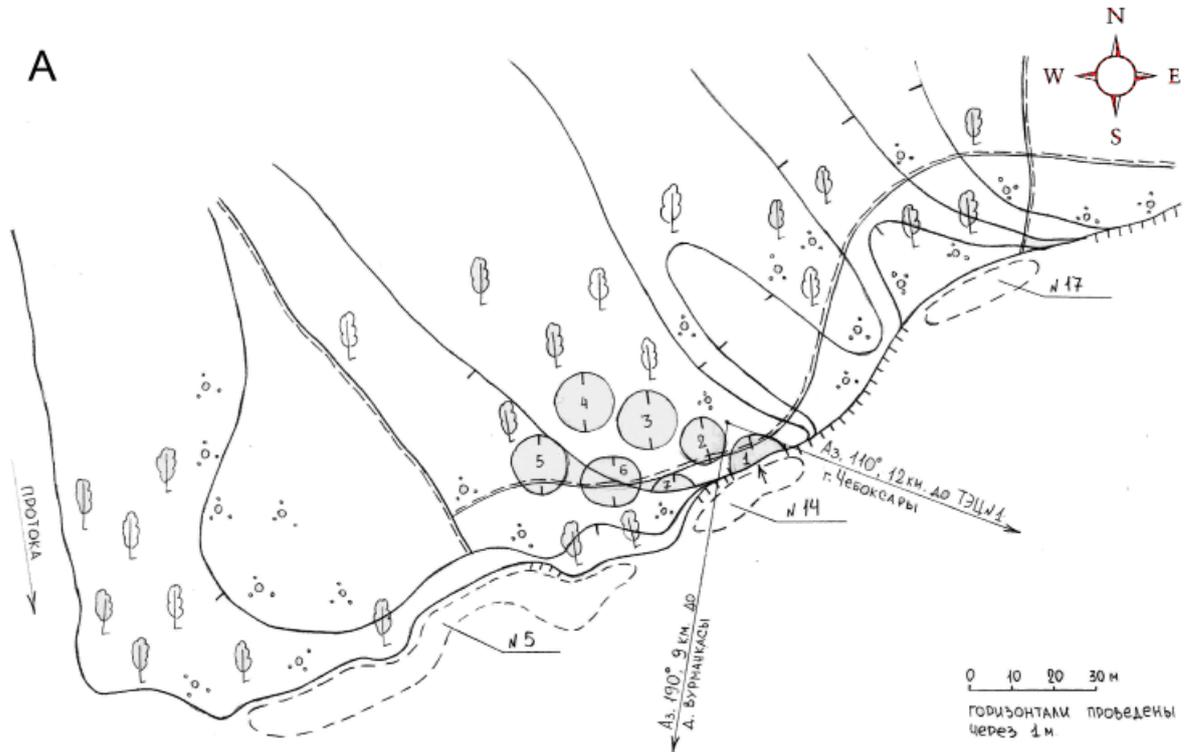 A
N
W
E
S
N 17
4
3
2
1
5
6
7
Аз. 110°, 12 км. до ТЭЦ N1
г. Чебоксары
N 14
ПРОТОКА
N 5
Аз. 190°, 9 км. до
д. ВУРМАНКАСЫ
0 10 20 30 м
ГОРИЗОНТАЛИ ПРОВЕДЕНЫ
ЧЕРЕЗ 1 м